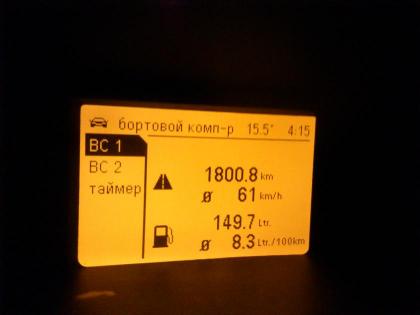 бортовой комп-р 15.5° 4:15
BC 1
BC 2
таймер
1800.8 km
Ø 61 km/h
149.7 Ltr.
Ø 8.3 Ltr./100km